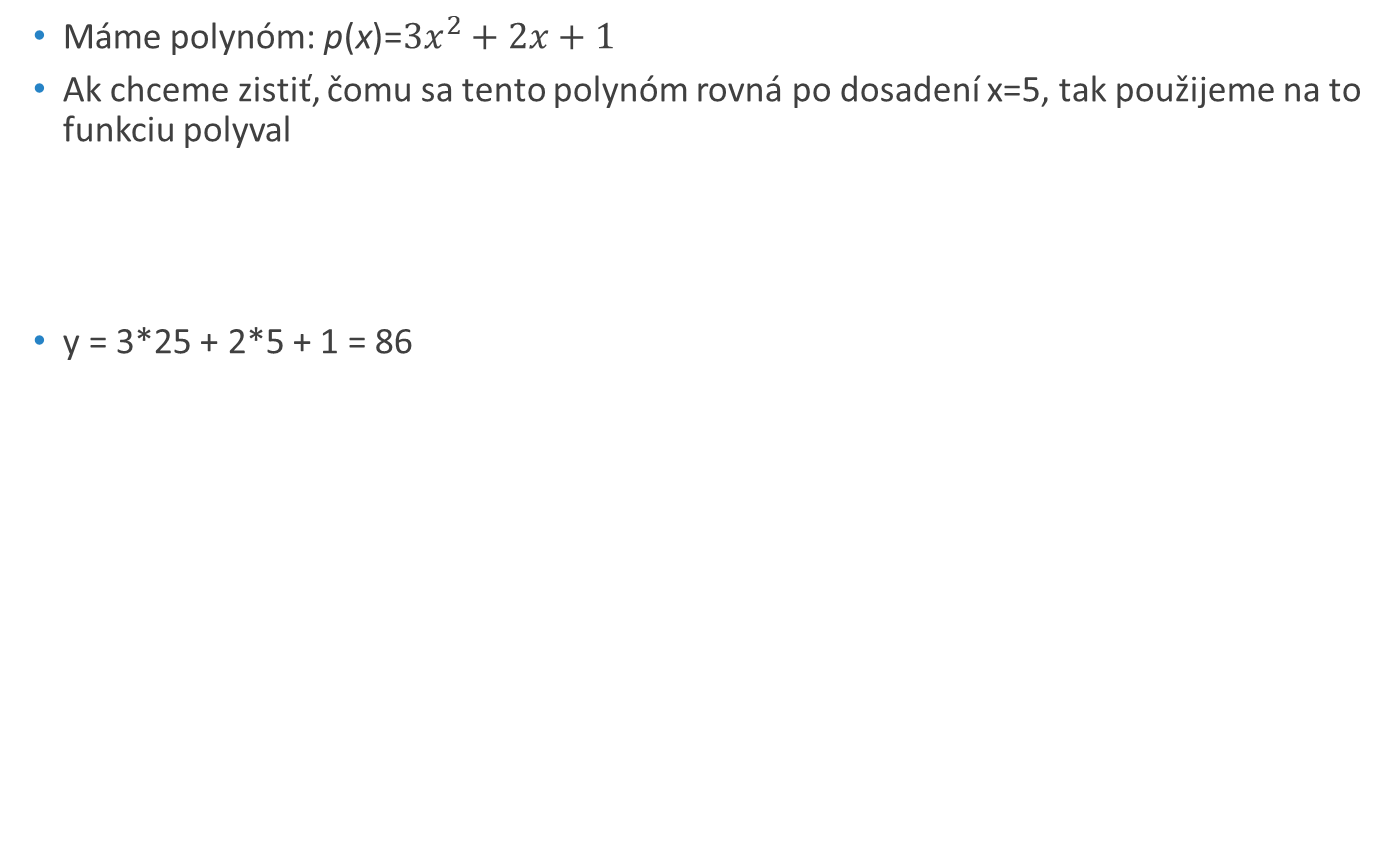 • Máme polynóm: p(x)=3x² + 2x + 1
• Ak chceme zistiť, čomu sa tento polynóm rovná po dosadení x=5, tak použijeme na to
funkciu polyval
• y = 3*25 + 2*5 + 1 = 86